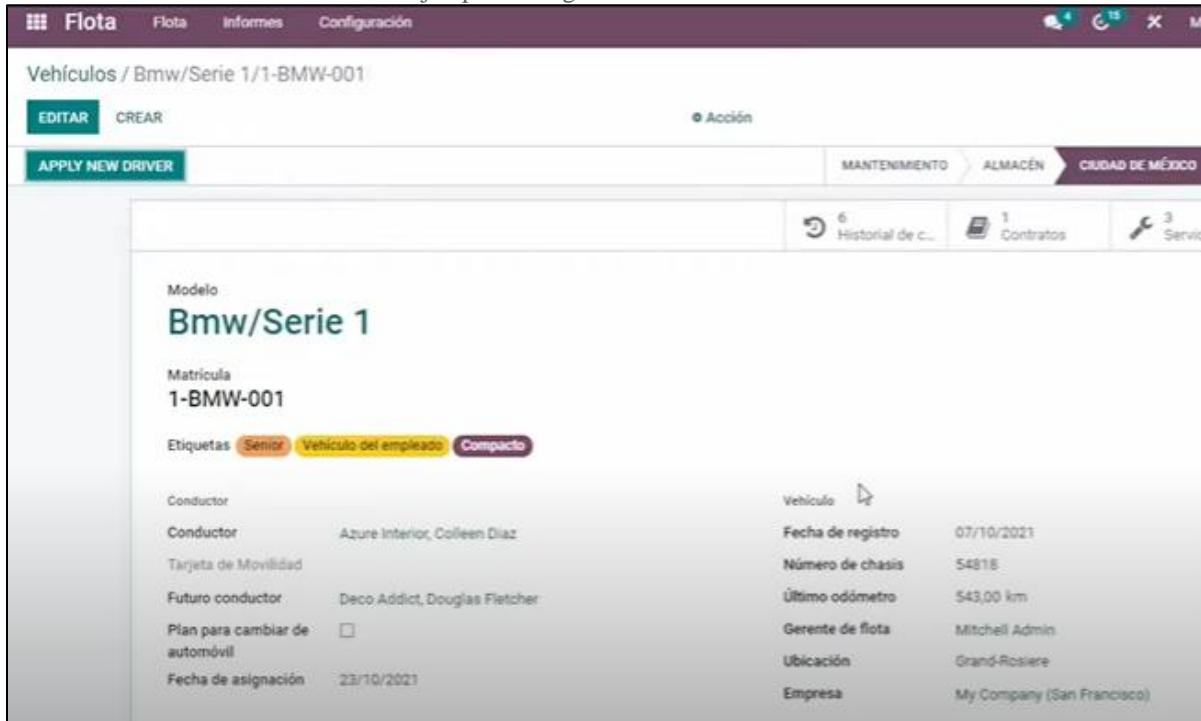 Flota Flota Informes Configuración 4 15
Vehículos / Bmw/Serie 1/1-BMW-001
EDITAR CREAR Acción
APPLY NEW DRIVER MANTENIMIENTO ALMACÉN CIUDAD DE MÉXICO
6 1 3
Historial de c... Contratos Servic
Modelo
Bmw/Serie 1
Matrícula
1-BMW-001
Etiquetas Senior Vehículo del empleado Compacto
Conductor Vehículo
Conductor Azure Interior, Colleen Diaz Fecha de registro 07/10/2021
Tarjeta de Movilidad Número de chasis 54818
Futuro conductor Deco Addict, Douglas Fletcher Último odómetro 543,00 km
Plan para cambiar de Gerente de flota Mitchell Admin
automóvil Ubicación Grand-Rosiere
Fecha de asignación 23/10/2021 Empresa My Company (San Francisco)